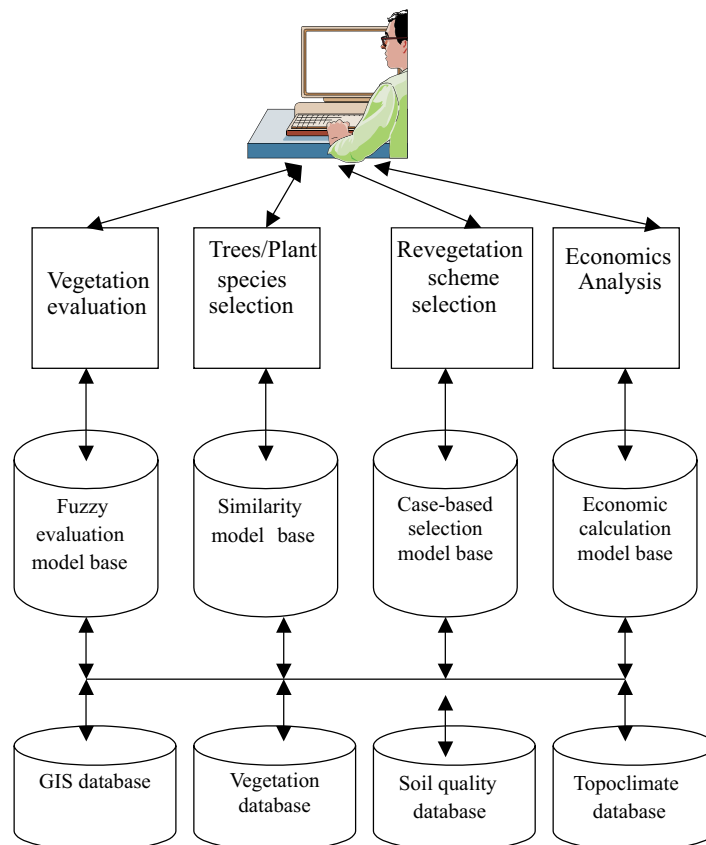 Vegetation
evaluation
Trees/Plant
species
selection
Revegetation
scheme
selection
Economics
Analysis
Fuzzy
evaluation
model base
Similarity
model base
Case-based
selection
model base
Economic
calculation
model base
GIS database
Vegetation
database
Soil quality
database
Topoclimate
database